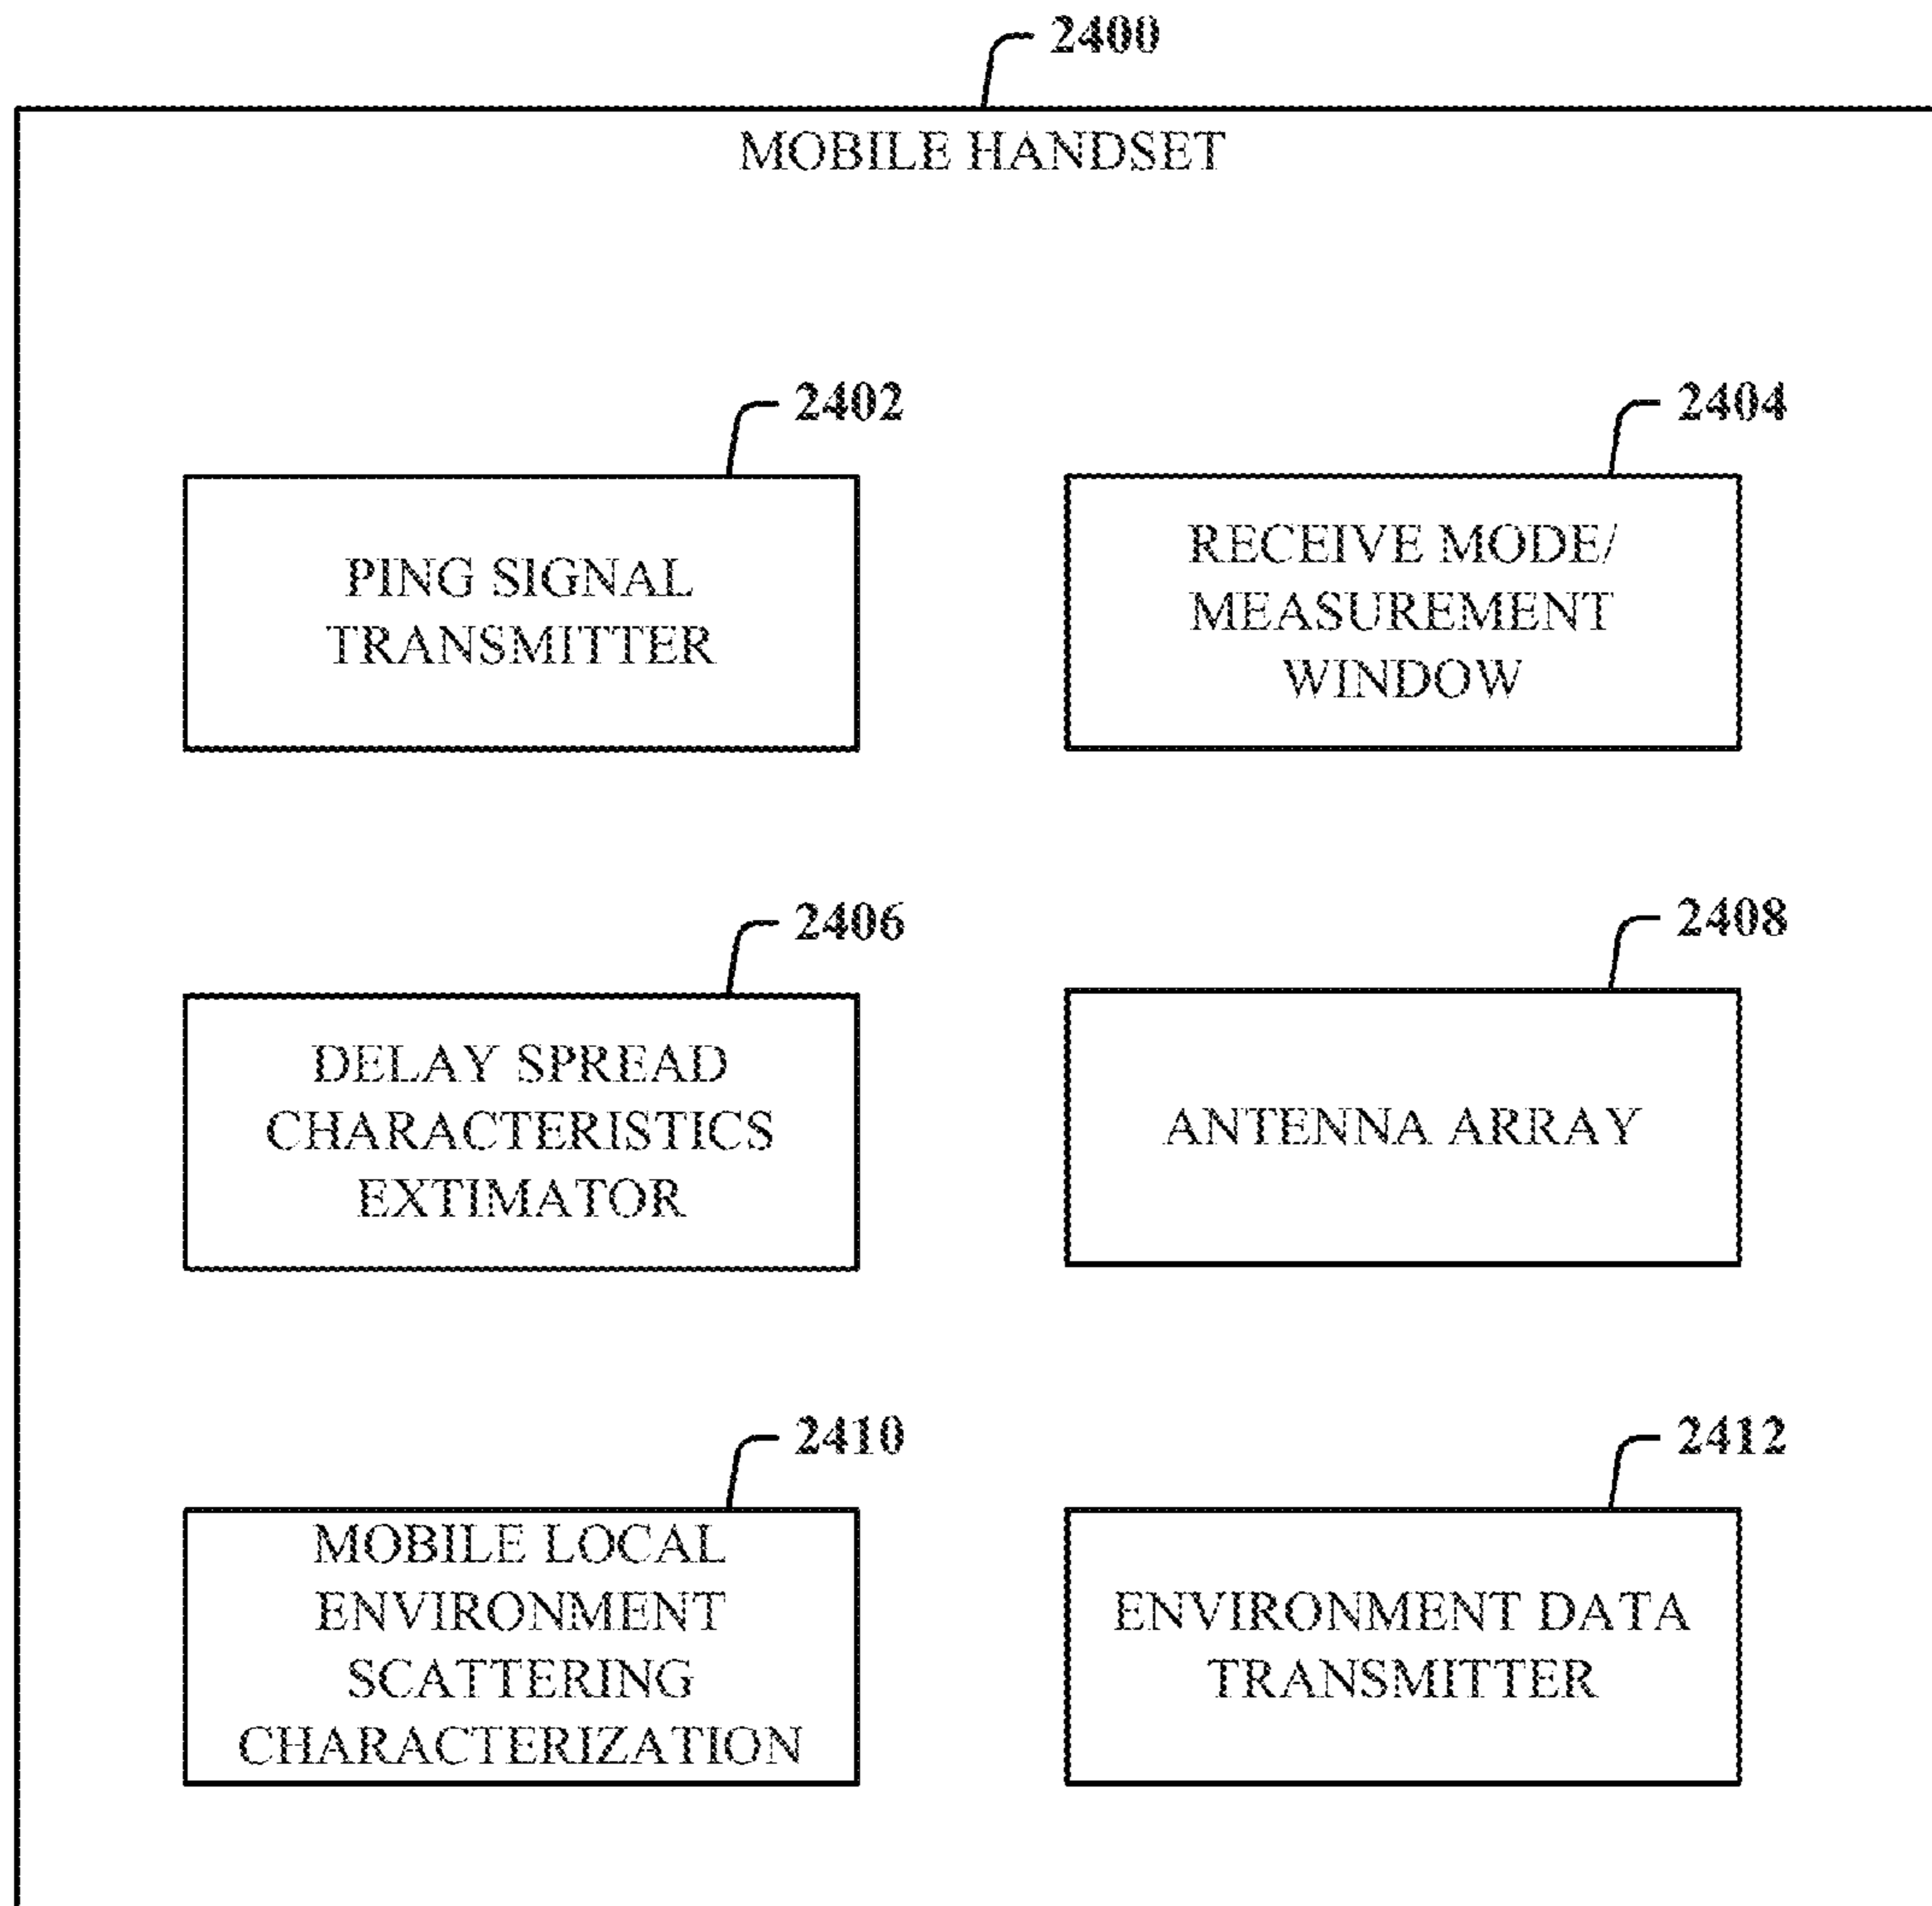 2400
MOBILE HANDSET
2402
PING SIGNAL
TRANSMITTER
2404
RECEIVE MODE/
MEASUREMENT
WINDOW
2406
DELAY SPREAD
CHARACTERISTICS
EXTIMATOR
2408
ANTENNA ARRAY
2410
MOBILE LOCAL
ENVIRONMENT
SCATTERING
CHARACTERIZATION
2412
ENVIRONMENT DATA
TRANSMITTER